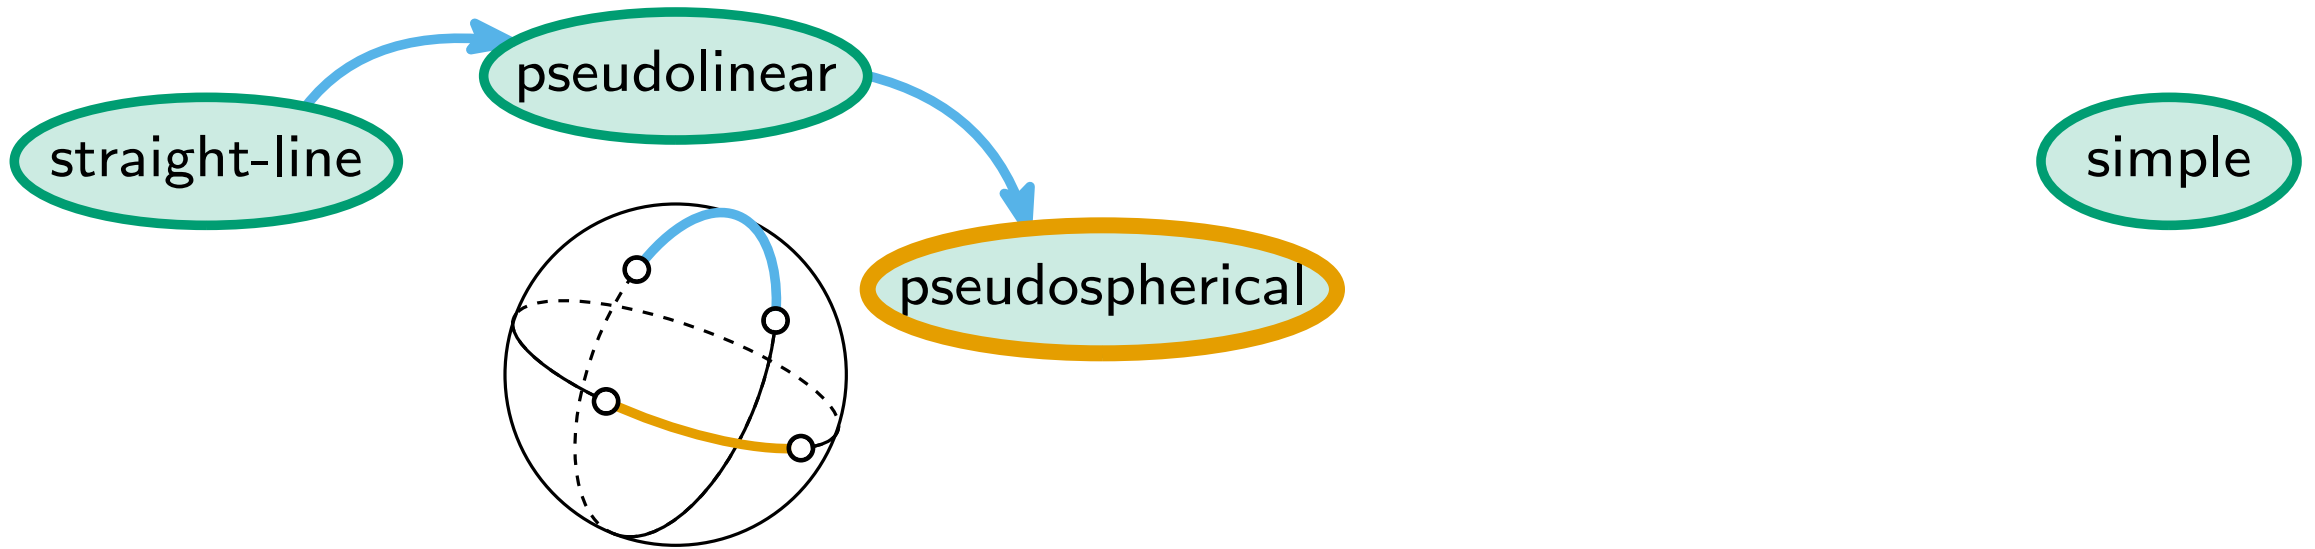 pseudolinear
straight-line
simple
pseudospherical